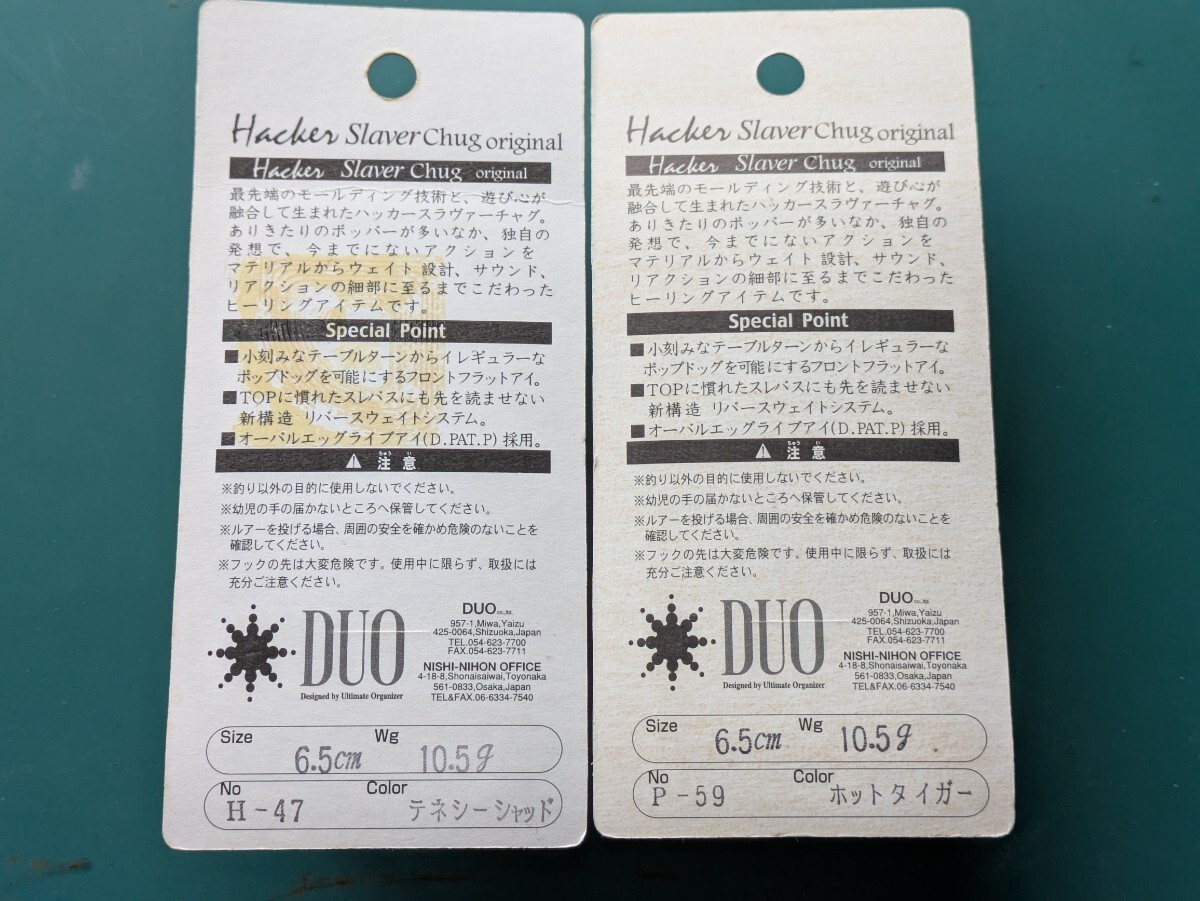 Hacker Slaver Chug original
Hacker Slaver Chug original
最先端のモールディング技術と、遊び心が
融合して生まれたハッカースラヴァーチャグ。
ありきたりのポッパーが多いなか、独自の
発想で、今までにないアクションを
マテリアルからウェイト設計、サウンド、
リアクションの細部に至るまでこだわった
ヒーリングアイテムです。
Special Point
■小刻みなテーブルターンからイレギュラーな
ポップドッグを可能にするフロントフラットアイ。
■TOPに慣れたスレバスにも先を読ませない
新構造 リバースウェイトシステム。
■オーバルエッグライブアイ(D.PAT.P)採用。
⚠ 注意
ちゅう い
※釣り以外の目的に使用しないでください。
※幼児の手の届かないところへ保管してください。
※ルアーを投げる場合、周囲の安全を確かめ危険のないことを
確認してください。
※フックの先は大変危険です。使用中に限らず、取扱には
充分ご注意ください。
DUO
Designed by Ultimate Organizer
DUO co.,ltd.
957-1,Miwa,Yaizu
425-0064,Shizuoka,Japan
TEL.054-623-7700
FAX.054-623-7711
NISHI-NIHON OFFICE
4-18-8,Shonaisaiwai,Toyonaka
561-0833,Osaka,Japan
TEL&FAX.06-6334-7540
Size 6.5cm Wg 10.5g
No H-47 Color テネシーシャッド
Hacker Slaver Chug original
Hacker Slaver Chug original
最先端のモールディング技術と、遊び心が
融合して生まれたハッカースラヴァーチャグ。
ありきたりのポッパーが多いなか、独自の
発想で、今までにないアクションを
マテリアルからウェイト設計、サウンド、
リアクションの細部に至るまでこだわった
ヒーリングアイテムです。
Special Point
■小刻みなテーブルターンからイレギュラーな
ポップドッグを可能にするフロントフラットアイ。
■TOPに慣れたスレバスにも先を読ませない
新構造 リバースウェイトシステム。
■オーバルエッグライブアイ(D.PAT.P)採用。
⚠ 注意
ちゅう い
※釣り以外の目的に使用しないでください。
※幼児の手の届かないところへ保管してください。
※ルアーを投げる場合、周囲の安全を確かめ危険のないことを
確認してください。
※フックの先は大変危険です。使用中に限らず、取扱には
充分ご注意ください。
DUO
Designed by Ultimate Organizer
DUO co.,ltd.
957-1,Miwa,Yaizu
425-0064,Shizuoka,Japan
TEL.054-623-7700
FAX.054-623-7711
NISHI-NIHON OFFICE
4-18-8,Shonaisaiwai,Toyonaka
561-0833,Osaka,Japan
TEL&FAX.06-6334-7540
Size 6.5cm Wg 10.5g
No P-59 Color ホットタイガー